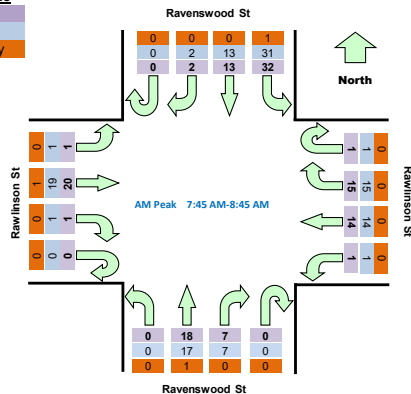 Ravenswood St
0 0 0 1
0 2 13 31
0 2 13 32
North
y
Rawlinson St
0 1 1
1 19 20
0 1 1
0 0 0
AM Peak 7:45 AM-8:45 AM
1 1 0
15 15 0
14 14 0
1 1 0
Rawlinson St
0 18 7 0
0 17 7 0
0 1 0 0
Ravenswood St